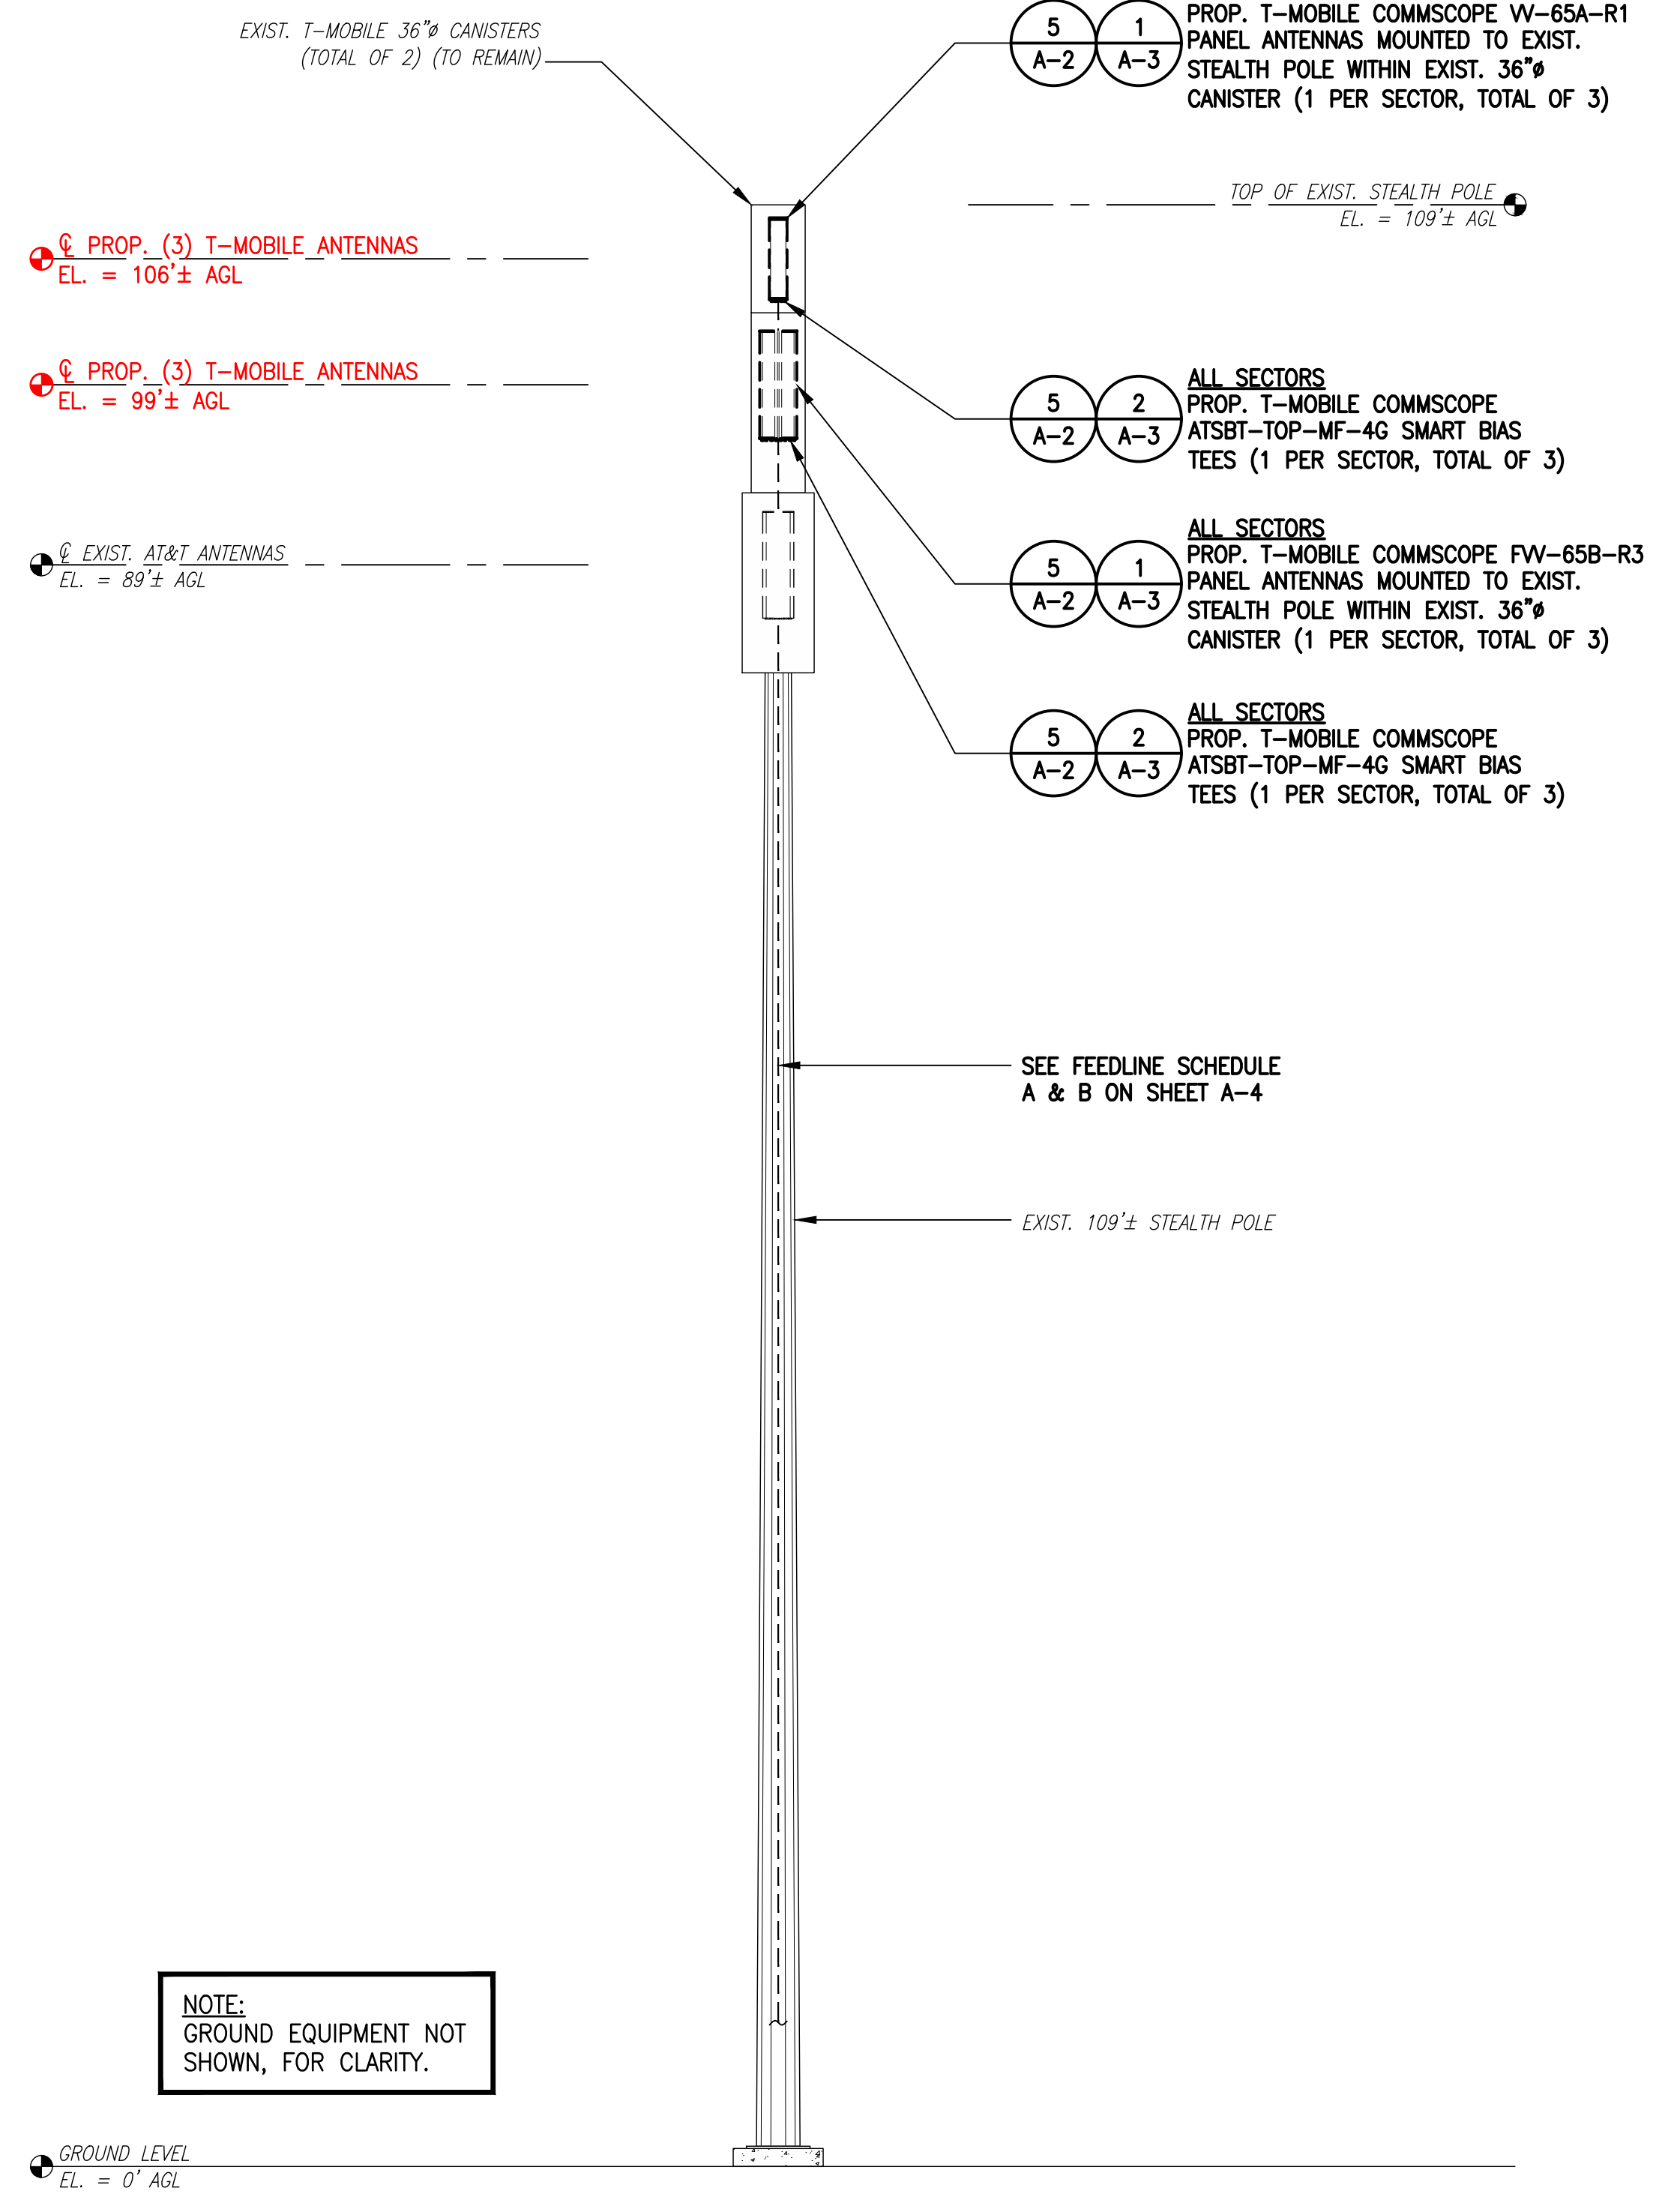 EXIST. T-MOBILE 36"ø CANISTERS
(TOTAL OF 2) (TO REMAIN)
5
A-2
1
A-3
PROP. T-MOBILE COMMSCOPE VV-65A-R1
PANEL ANTENNAS MOUNTED TO EXIST.
STEALTH POLE WITHIN EXIST. 36"ø
CANISTER (1 PER SECTOR, TOTAL OF 3)
TOP OF EXIST. STEALTH POLE
EL. = 109'± AGL
℄ PROP. (3) T-MOBILE ANTENNAS
EL. = 106'± AGL
℄ PROP. (3) T-MOBILE ANTENNAS
EL. = 99'± AGL
5
A-2
2
A-3
ALL SECTORS
PROP. T-MOBILE COMMSCOPE
ATSBT-TOP-MF-4G SMART BIAS
TEES (1 PER SECTOR, TOTAL OF 3)
℄ EXIST. AT&T ANTENNAS
EL. = 89'± AGL
5
A-2
1
A-3
ALL SECTORS
PROP. T-MOBILE COMMSCOPE FVV-65B-R3
PANEL ANTENNAS MOUNTED TO EXIST.
STEALTH POLE WITHIN EXIST. 36"ø
CANISTER (1 PER SECTOR, TOTAL OF 3)
5
A-2
2
A-3
ALL SECTORS
PROP. T-MOBILE COMMSCOPE
ATSBT-TOP-MF-4G SMART BIAS
TEES (1 PER SECTOR, TOTAL OF 3)
SEE FEEDLINE SCHEDULE
A & B ON SHEET A-4
EXIST. 109'± STEALTH POLE
NOTE:
GROUND EQUIPMENT NOT
SHOWN, FOR CLARITY.
GROUND LEVEL
EL. = 0' AGL